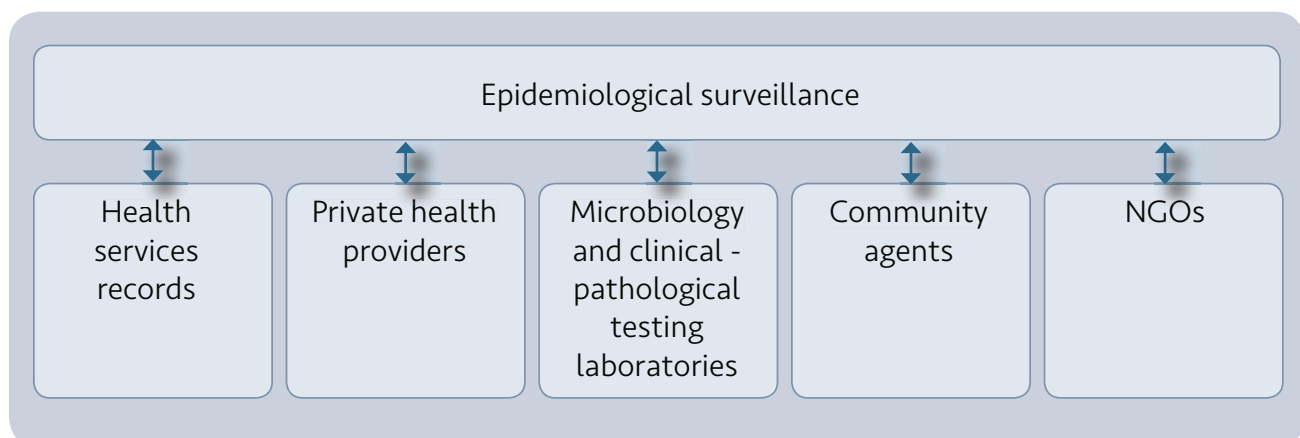 Epidemiological surveillance
Health
services
records
Private health
providers
Microbiology
and clinical -
pathological
testing
laboratories
Community
agents
NGOs